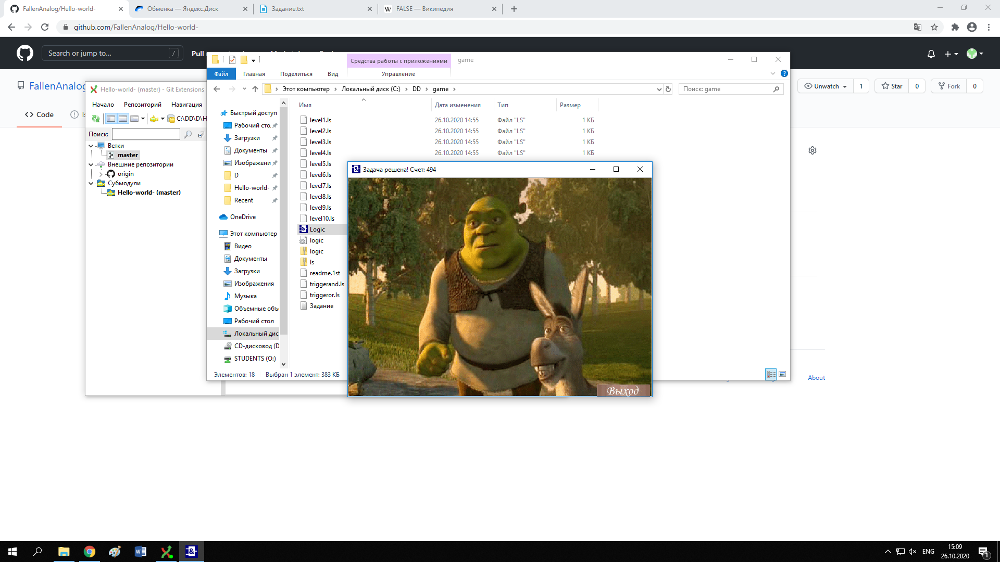 FallenAnalog/Hello-world-
Обменка — Яндекс.Диск
Задание.txt
FALSE — Википедия
github.com/FallenAnalog/Hello-world-
Search or jump to...
/
Pull
Средства работы с приложениями
game
Файл
Главная
Поделиться
Вид
Управление
FallenAnalog
Unwatch
1
Star
0
Fork
0
Hello-world- (master) - Git Extensions
Этот компьютер
Локальный диск (C:)
DD
game
Поиск: game
Начало
Репозиторий
Навигация
Имя
Дата изменения
Тип
Размер
Code
Is
C:\DD\D\H
Быстрый доступ
Рабочий сто
Загрузки
Документы
Изображени
D
Hello-world-
Recent
OneDrive
Этот компьютер
Видео
Документы
Загрузки
Изображения
Музыка
Объемные объ
Рабочий стол
Локальный дис
CD-дисковод (D
STUDENTS (O:)
Поиск:
Ветки
master
Внешние репозитории
origin
Субмодули
Hello-world- (master)
level1.ls 26.10.2020 14:55 Файл "LS" 1 КБ
level2.ls 26.10.2020 14:55 Файл "LS" 1 КБ
level3.ls 26.10.2020 14:55 Файл "LS" 1 КБ
level4.ls 26.10.2020 14:55 Файл "LS" 1 КБ
level5.ls
level6.ls
level7.ls
level8.ls
level9.ls
level10.ls
Logic
logic
logic
ls
readme.1st
triggerand.ls
triggeror.ls
Задание
Задача решена! Счет: 494
Выход
Элементов: 18
Выбран 1 элемент: 383 КБ
About
ENG
15:09
26.10.2020
1